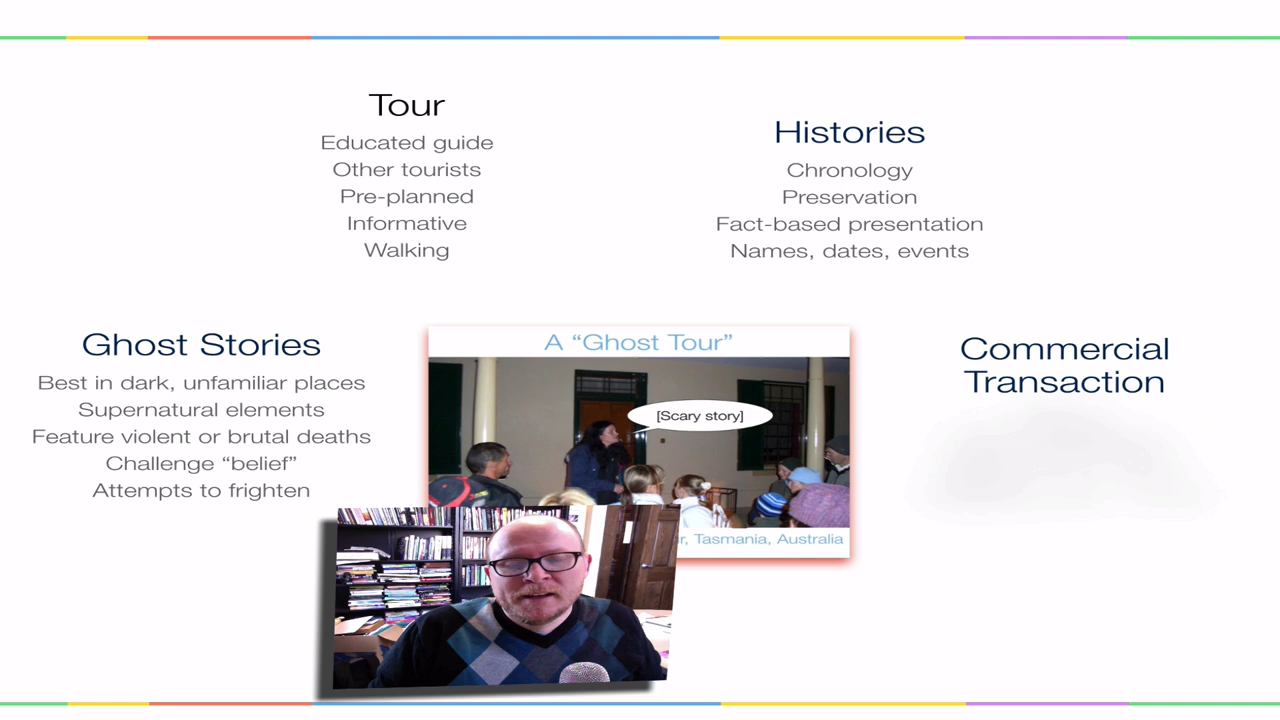 Tour
Educated guide
Other tourists
Pre-planned
Informative
Walking
Histories
Chronology
Preservation
Fact-based presentation
Names, dates, events
Ghost Stories
Best in dark, unfamiliar places
Supernatural elements
Feature violent or brutal deaths
Challenge “belief”
Attempts to frighten
A “Ghost Tour”
[Scary story]
Tasmania, Australia
Commercial
Transaction